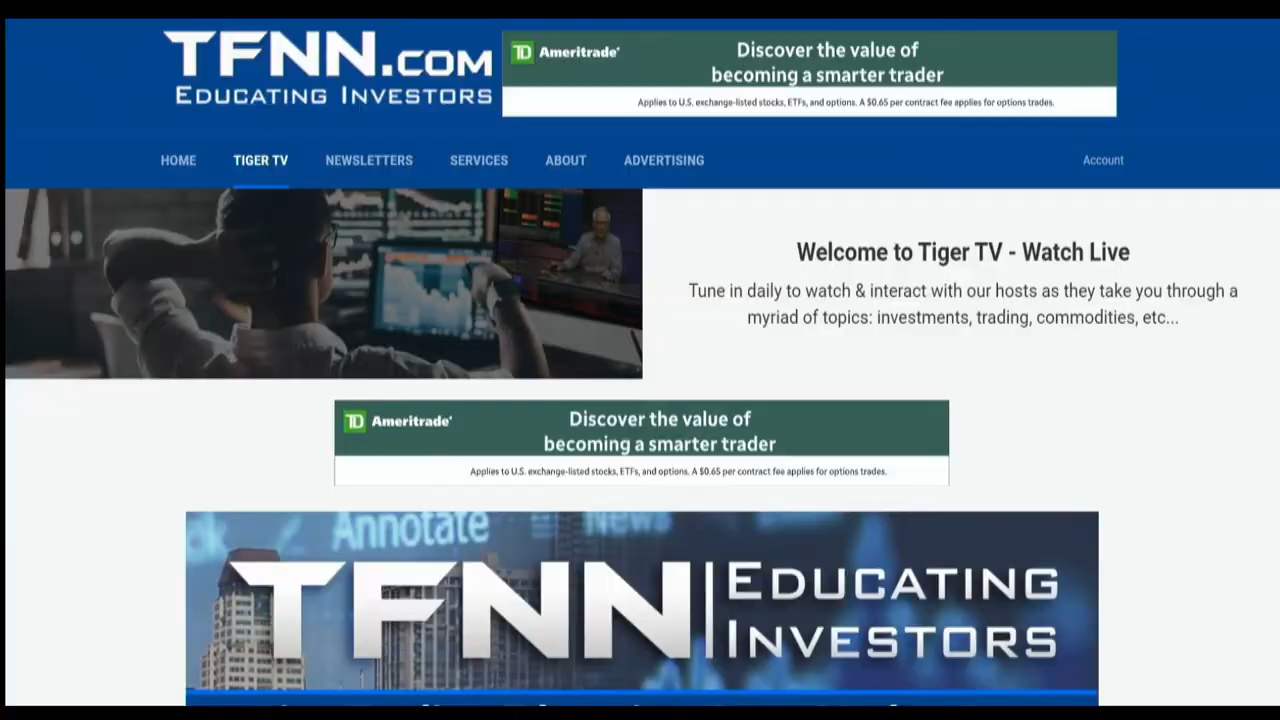 TFNN.COM
EDUCATING INVESTORS
TD Ameritrade
Discover the value of
becoming a smarter trader
Applies to U.S. exchange-listed stocks, ETFs, and options. A $0.65 per contract fee applies for options trades.
HOME TIGER TV NEWSLETTERS SERVICES ABOUT ADVERTISING Account
Welcome to Tiger TV - Watch Live
Tune in daily to watch & interact with our hosts as they take you through a
myriad of topics: investments, trading, commodities, etc...
TD Ameritrade
Discover the value of
becoming a smarter trader
Applies to U.S. exchange-listed stocks, ETFs, and options. A $0.65 per contract fee applies for options trades.
Annotate News
TFNN EDUCATING
INVESTORS